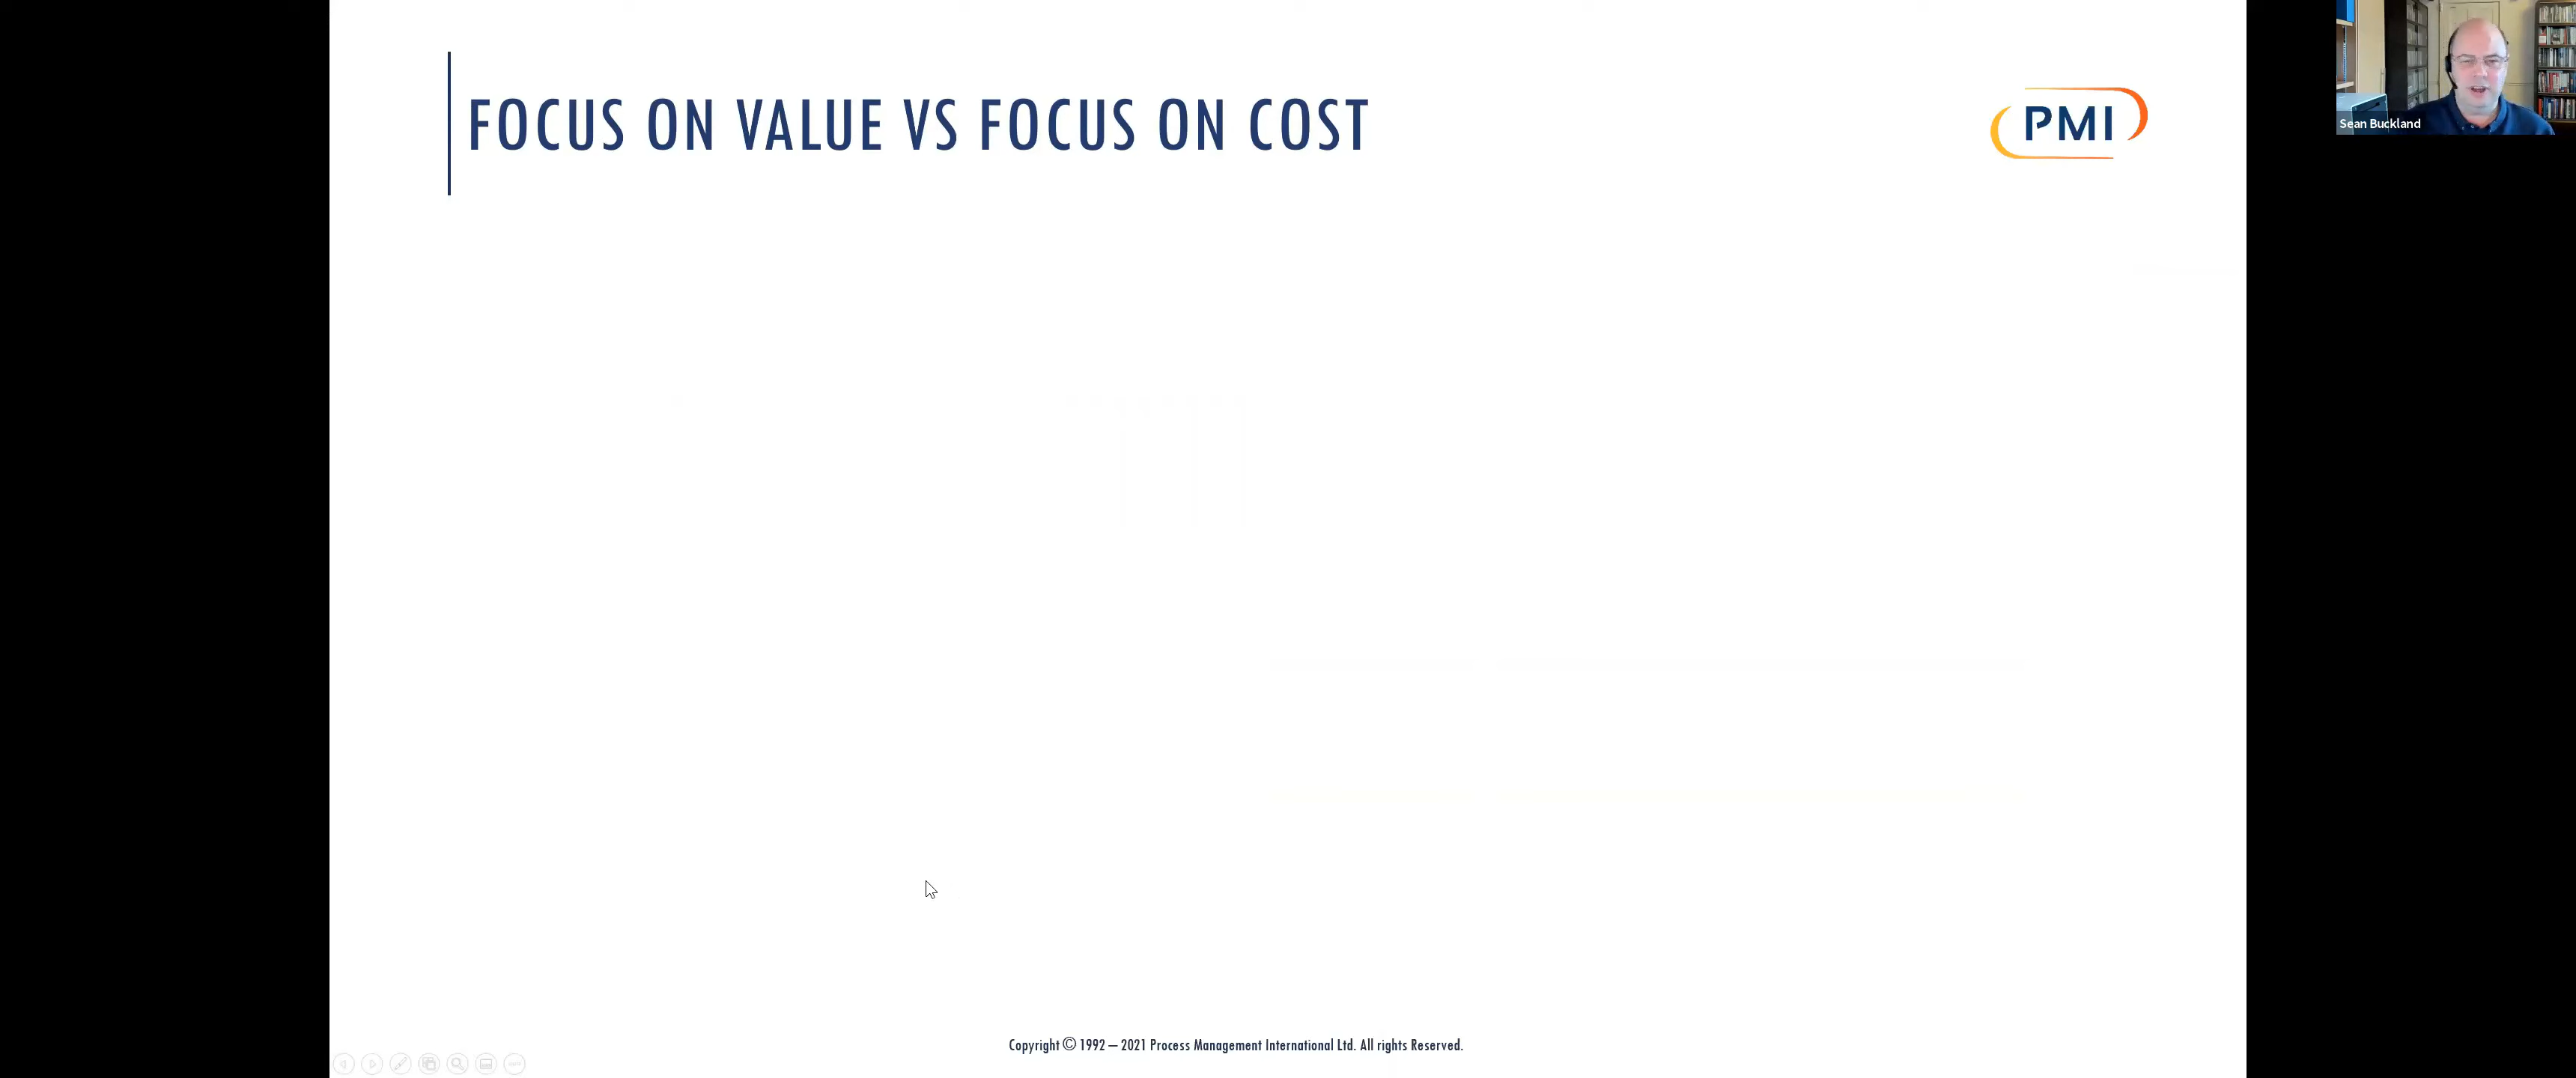 FOCUS ON VALUE VS FOCUS ON COST
PMI
Sean Buckland
Copyright © 1992 – 2021 Process Management International Ltd. All rights Reserved.